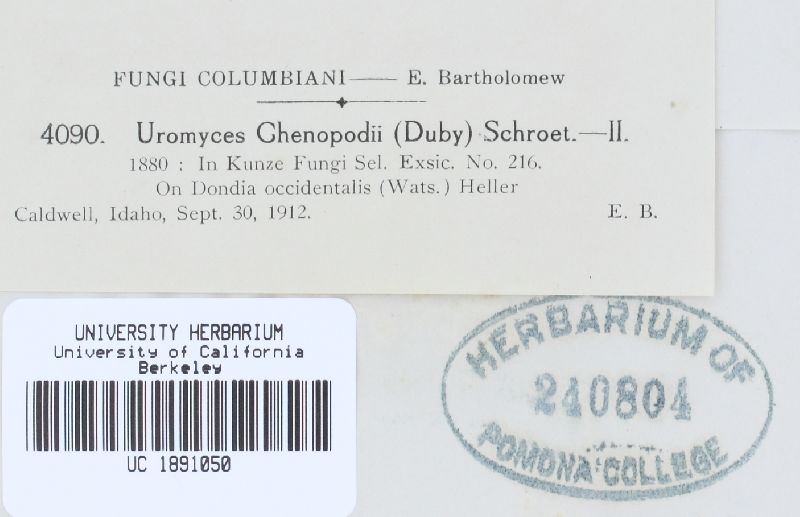 FUNGI COLUMBIANI—— E. Bartholomew
4090. Uromyces Ghenopodii (Duby) Schroet.—II.
1880 : In Kunze Fungi Sel. Exsic. No. 216.
On Dondia occidentalis (Wats.) Heller
Caldwell, Idaho, Sept. 30, 1912. E. B.
UNIVERSITY HERBARIUM
University of California
Berkeley
UC 1891050
HERBARIUM OF
240804
POMONA COLLEGE